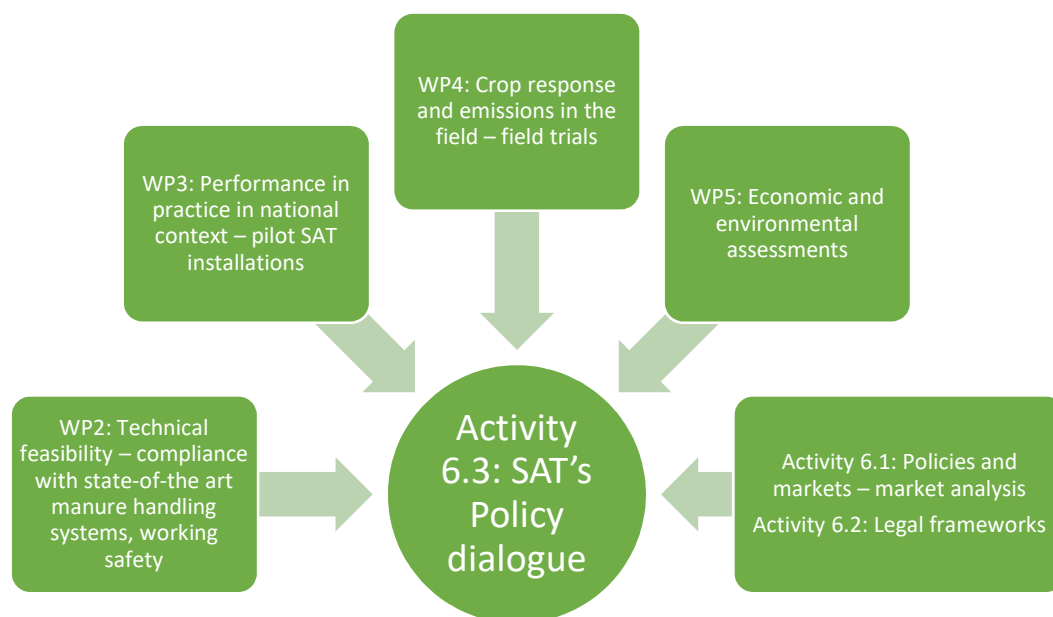 WP4: Crop response
and emissions in the
field – field trials
WP3: Performance in
practice in national
context – pilot SAT
installations
WP5: Economic and
environmental
assessments
WP2: Technical
feasibility – compliance
with state-of-the art
manure handling
systems, working
safety
Activity
6.3: SAT’s
Policy
dialogue
Activity 6.1: Policies and
markets – market analysis
Activity 6.2: Legal frameworks